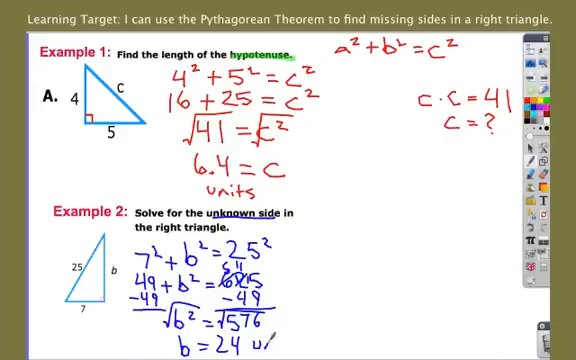 Learning Target: I can use the Pythagorean Theorem to find missing sides in a right triangle.
Example 1: Find the length of the hypotenuse.
a² + b² = c²
A.
4
c
5
4² + 5² = c²
16 + 25 = c²
√41 = √c²
6.4 = c
units
c · c = 41
c = ?
Example 2: Solve for the unknown side in
the right triangle.
25
b
7
7² + b² = 25²
49 + b² = 625
-49 -49
√b² = √576
b = 24